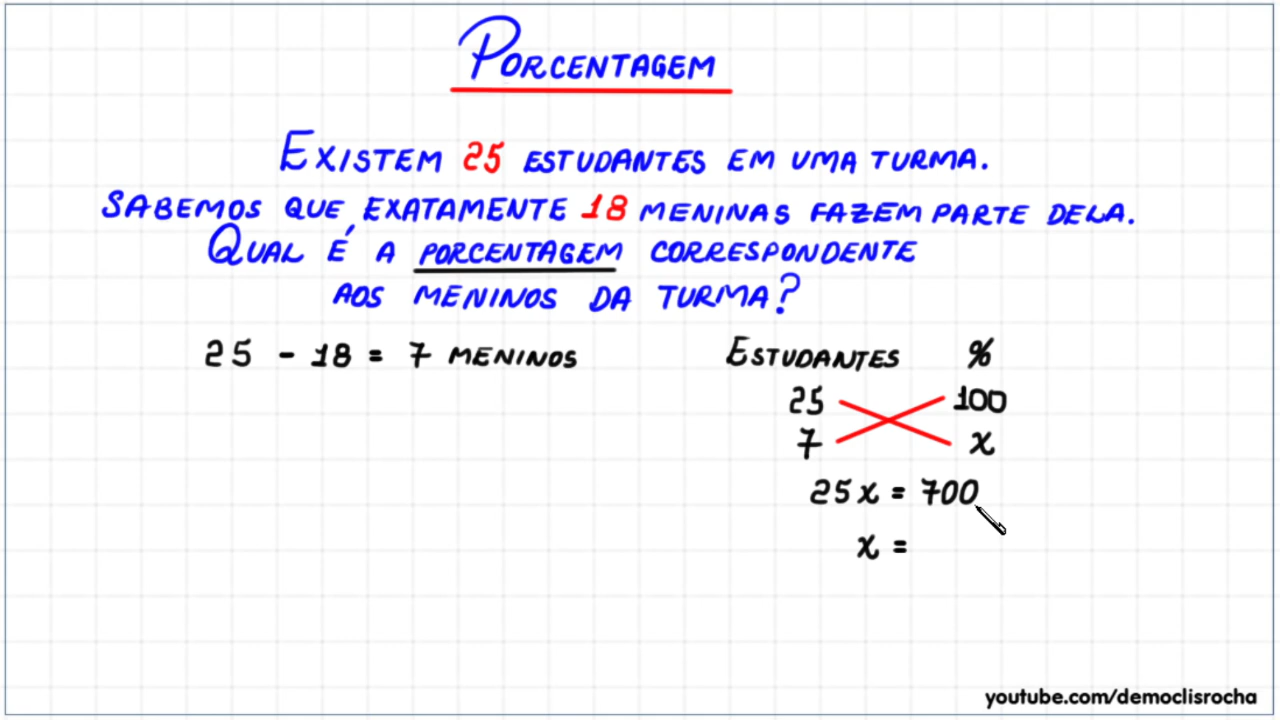 PORCENTAGEM
EXISTEM 25 ESTUDANTES EM UMA TURMA.
SABEMOS QUE EXATAMENTE 18 MENINAS FAZEM PARTE DELA.
QUAL É A PORCENTAGEM CORRESPONDENTE
AOS MENINOS DA TURMA?
25 - 18 = 7 MENINOS
ESTUDANTES %
25 100
7 x
25x = 700
x =
youtube.com/democlisrocha